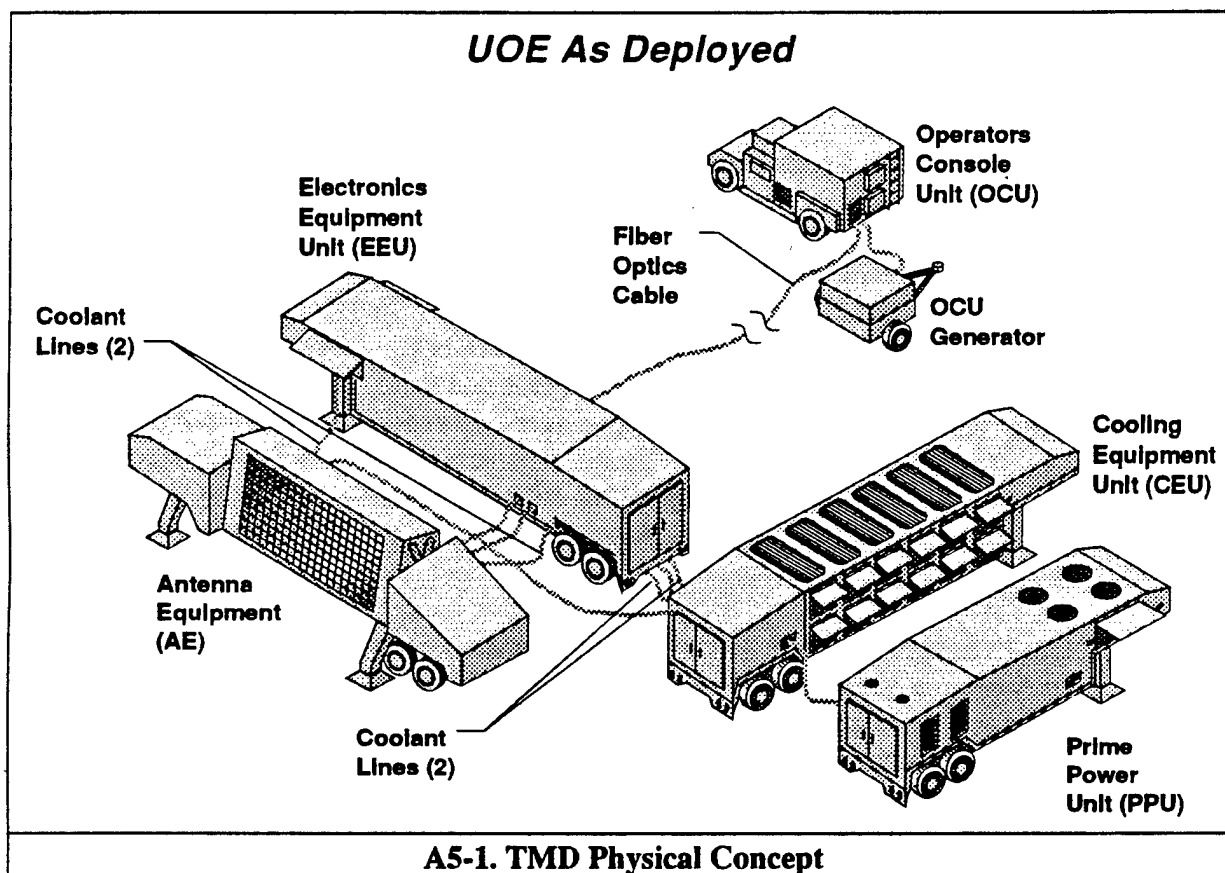 UOE As Deployed
Operators
Console
Unit (OCU)
Electronics
Equipment
Unit (EEU)
Fiber
Optics
Cable
OCU
Generator
Coolant
Lines (2)
Cooling
Equipment
Unit (CEU)
Antenna
Equipment
(AE)
Coolant
Lines (2)
Prime
Power
Unit (PPU)
A5-1. TMD Physical Concept